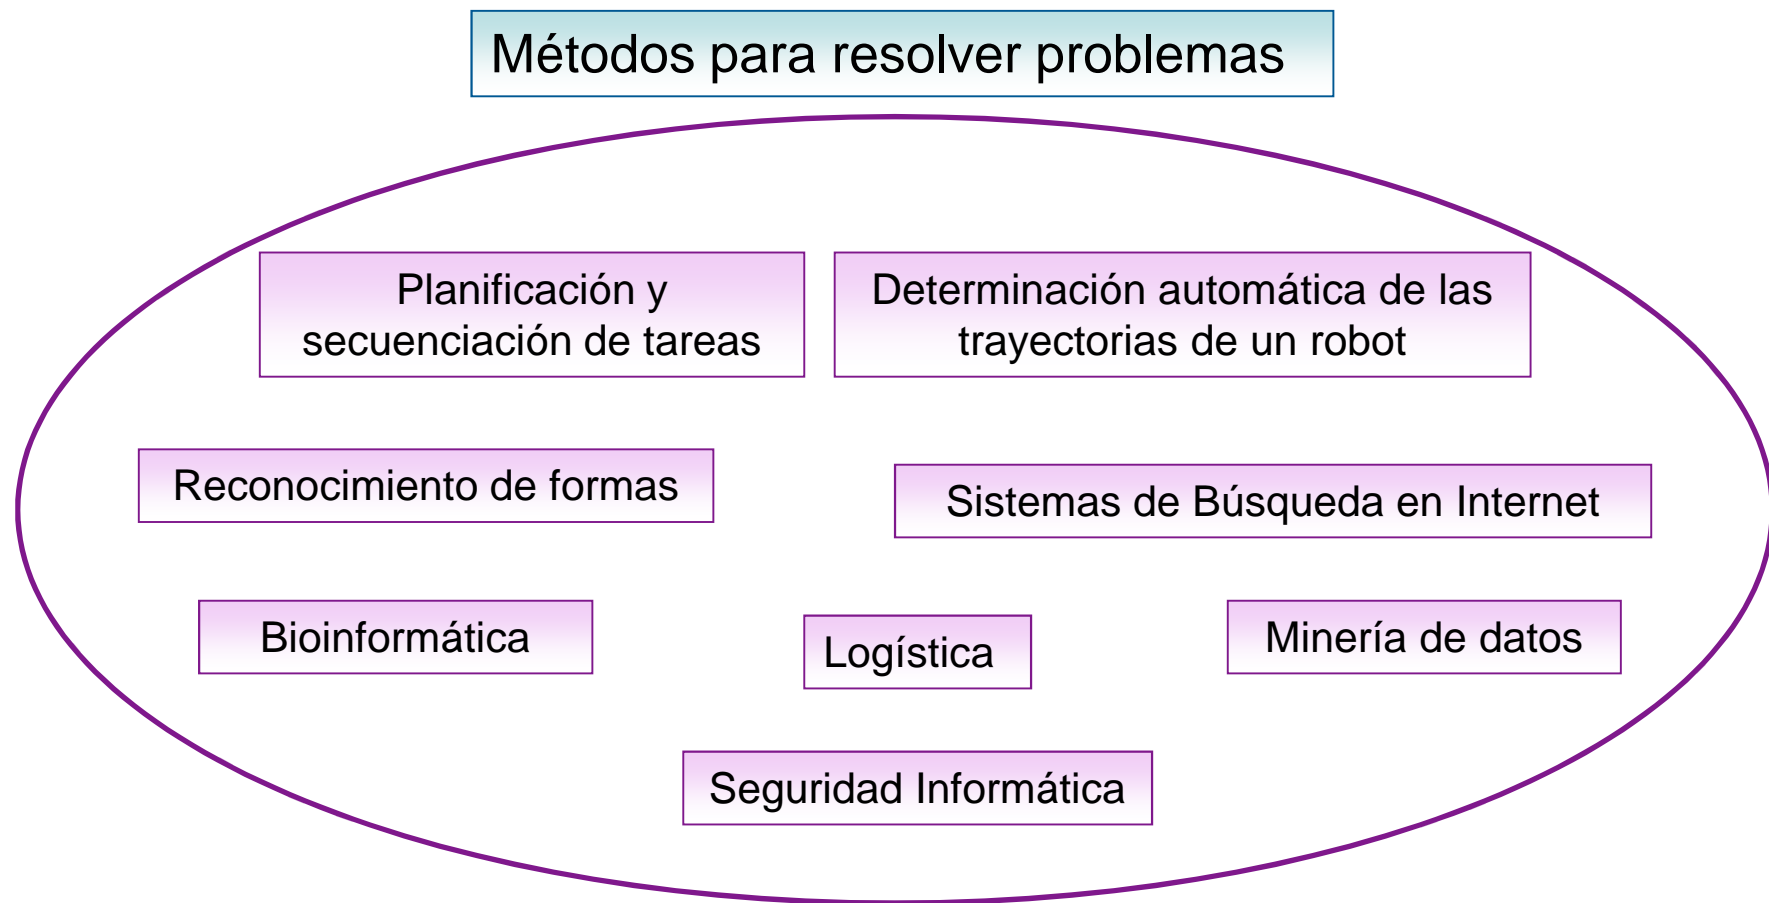 Métodos para resolver problemas
Planificación y
secuenciación de tareas
Determinación automática de las
trayectorias de un robot
Reconocimiento de formas
Sistemas de Búsqueda en Internet
Bioinformática
Logística
Minería de datos
Seguridad Informática